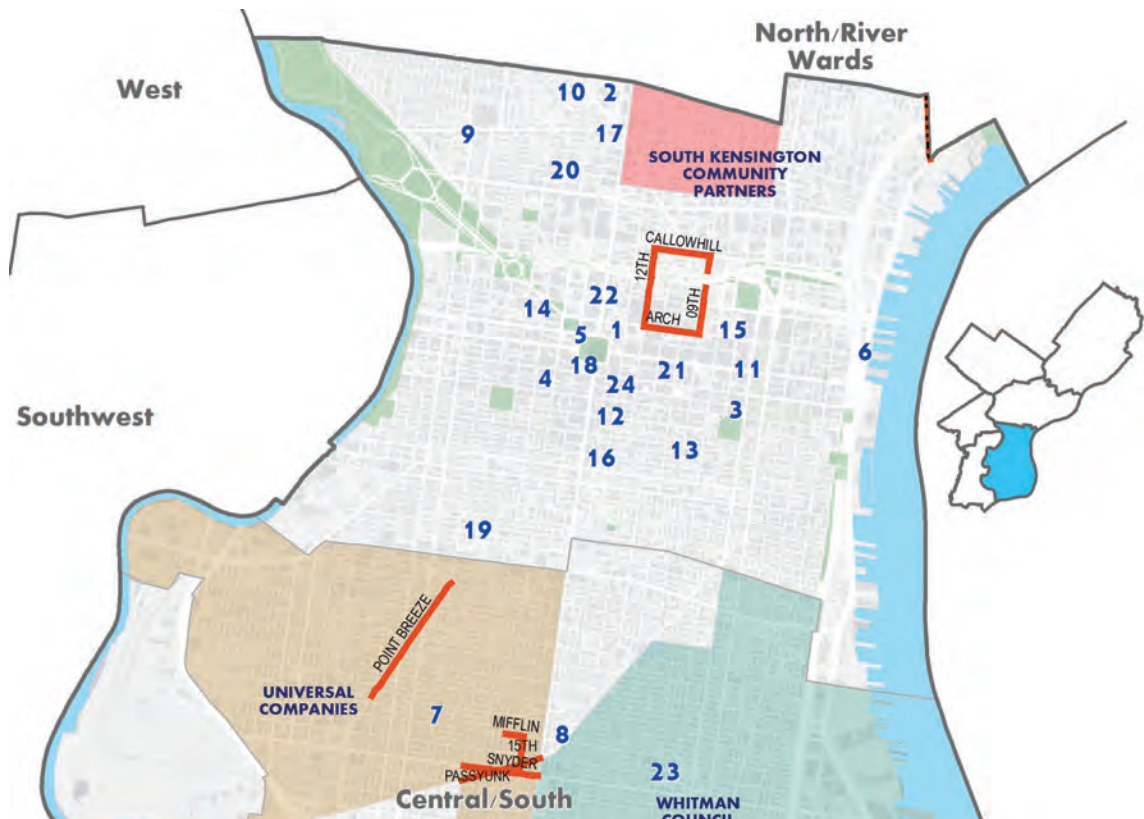 North/River
Wards
West
10 2
9
17
SOUTH KENSINGTON
COMMUNITY
PARTNERS
20
CALLOWHILL
12TH
09TH
ARCH
22
14
5
1
15
6
18
4
24
21
11
12
3
Southwest
16
13
19
POINT BREEZE
UNIVERSAL
COMPANIES
7
MIFFLIN
15TH
SNYDER
PASSYUNK
8
23
Central/South
WHITMAN
COUNCIL